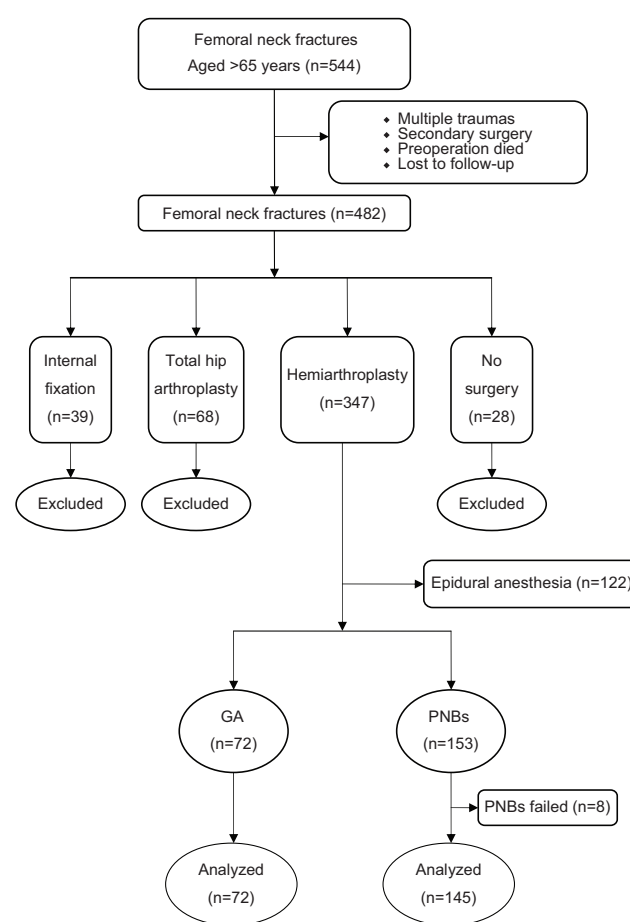 Femoral neck fractures
Aged >65 years (n=544)
◆ Multiple traumas
◆ Secondary surgery
◆ Preoperation died
◆ Lost to follow-up
Femoral neck fractures (n=482)
Internal
fixation
(n=39)
Total hip
arthroplasty
(n=68)
Hemiarthroplasty
(n=347)
No
surgery
(n=28)
Excluded
Excluded
Excluded
Epidural anesthesia (n=122)
GA
(n=72)
PNBs
(n=153)
PNBs failed (n=8)
Analyzed
(n=72)
Analyzed
(n=145)